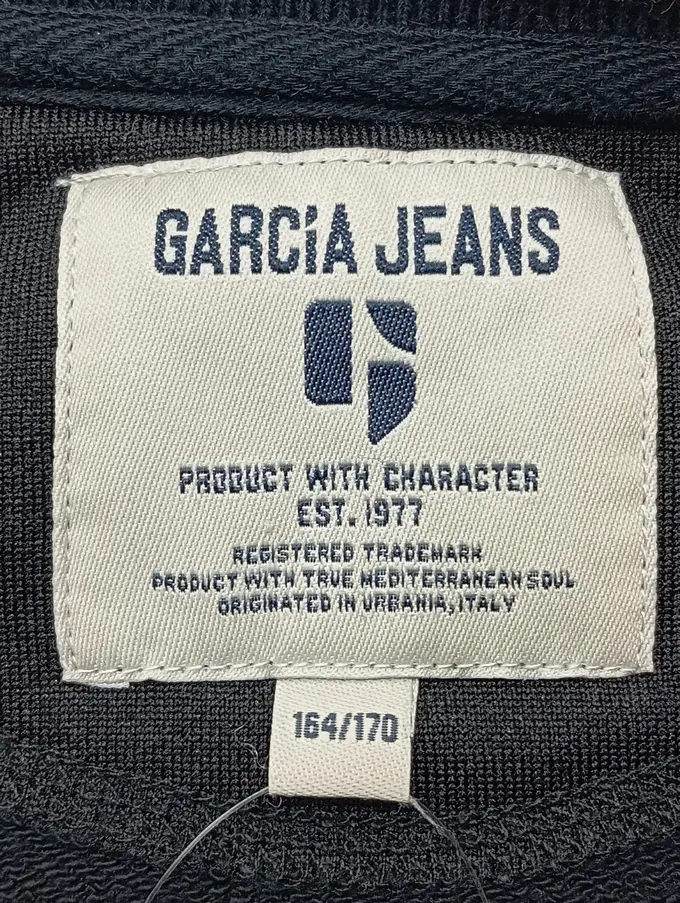 GARCiA JEANS
PRODUCT WITH CHARACTER
EST. 1977
REGISTERED TRADEMARK
PRODUCT WITH TRUE MEDITERRANEAN SOUL
ORIGINATED IN URBANIA, ITALY
164/170